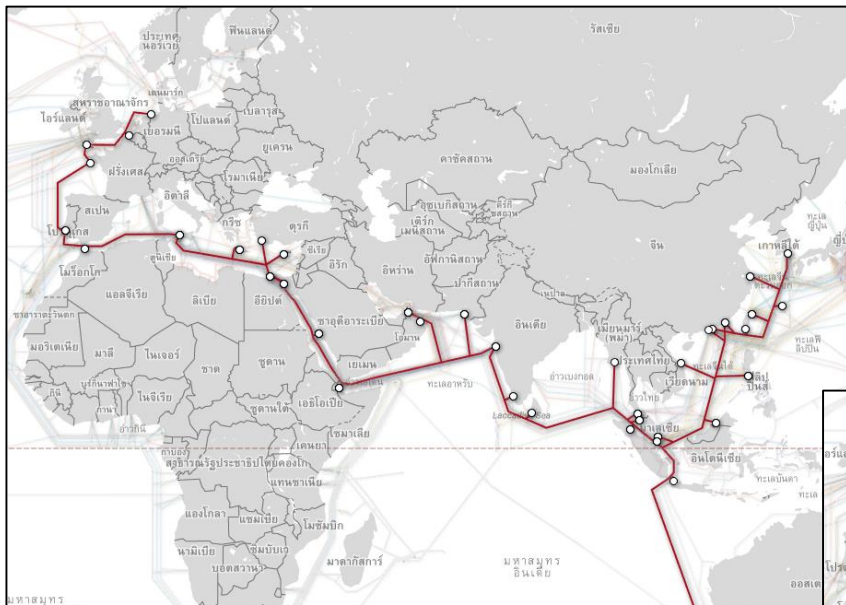 ฟินแลนด์
รัสเซีย
ประเทศ
นอร์เวย์
เดนมาร์ก
สหราชอาณาจักร
ไอร์แลนด์
เบลารุส
โปแลนด์
เยอรมนี
ยูเครน
ออสเตรีย
ฝรั่งเศส
โรมาเนีย
คาซัคสถาน
มองโกเลีย
อิตาลี
สเปน
กรีซ
ตุรกี
อุซเบกิสถาน
เติร์ก
เมนิสถาน
ทะเล
ญี่ปุ่น
เกาหลีใต้
จีน
ตูนิเซีย
ซีเรีย
อิรัก
อิหร่าน
อัฟกานิสถาน
โมร็อกโก
ปากีสถาน
เนปาล
แอลจีเรีย
ลิเบีย
อียิปต์
ซาอุดีอาระเบีย
โอมาน
อินเดีย
เมียนมาร์
(พม่า)
มอริเตเนีย
มาลี
ไนเจอร์
ชาด
ซูดาน
เยเมน
ทะเลอาหรับ
อ่าวเบงกอล
ประเทศไทย
เวียดนาม
บูร์กินาฟาโซ
กินี
กานา
ไนจีเรีย
ซูดานใต้
เอธิโอเปีย
อ่าวไทย
Laccadive Sea
อ่าวกินี
โซมาเลีย
มาเลเซีย
กาบอง
เคนยา
สาธารณรัฐประชาธิปไตยคองโก
อินโดนีเซีย
แทนซาเนีย
ทะเลบันดา
แองโกลา
แซมเบีย
โมซัมบิก
นามิเบีย
ซิมบับเว
บอตสวานา
มาดากัสการ์
มหาสมุทร
อินเดีย
มหาสมุทร
ออสเต